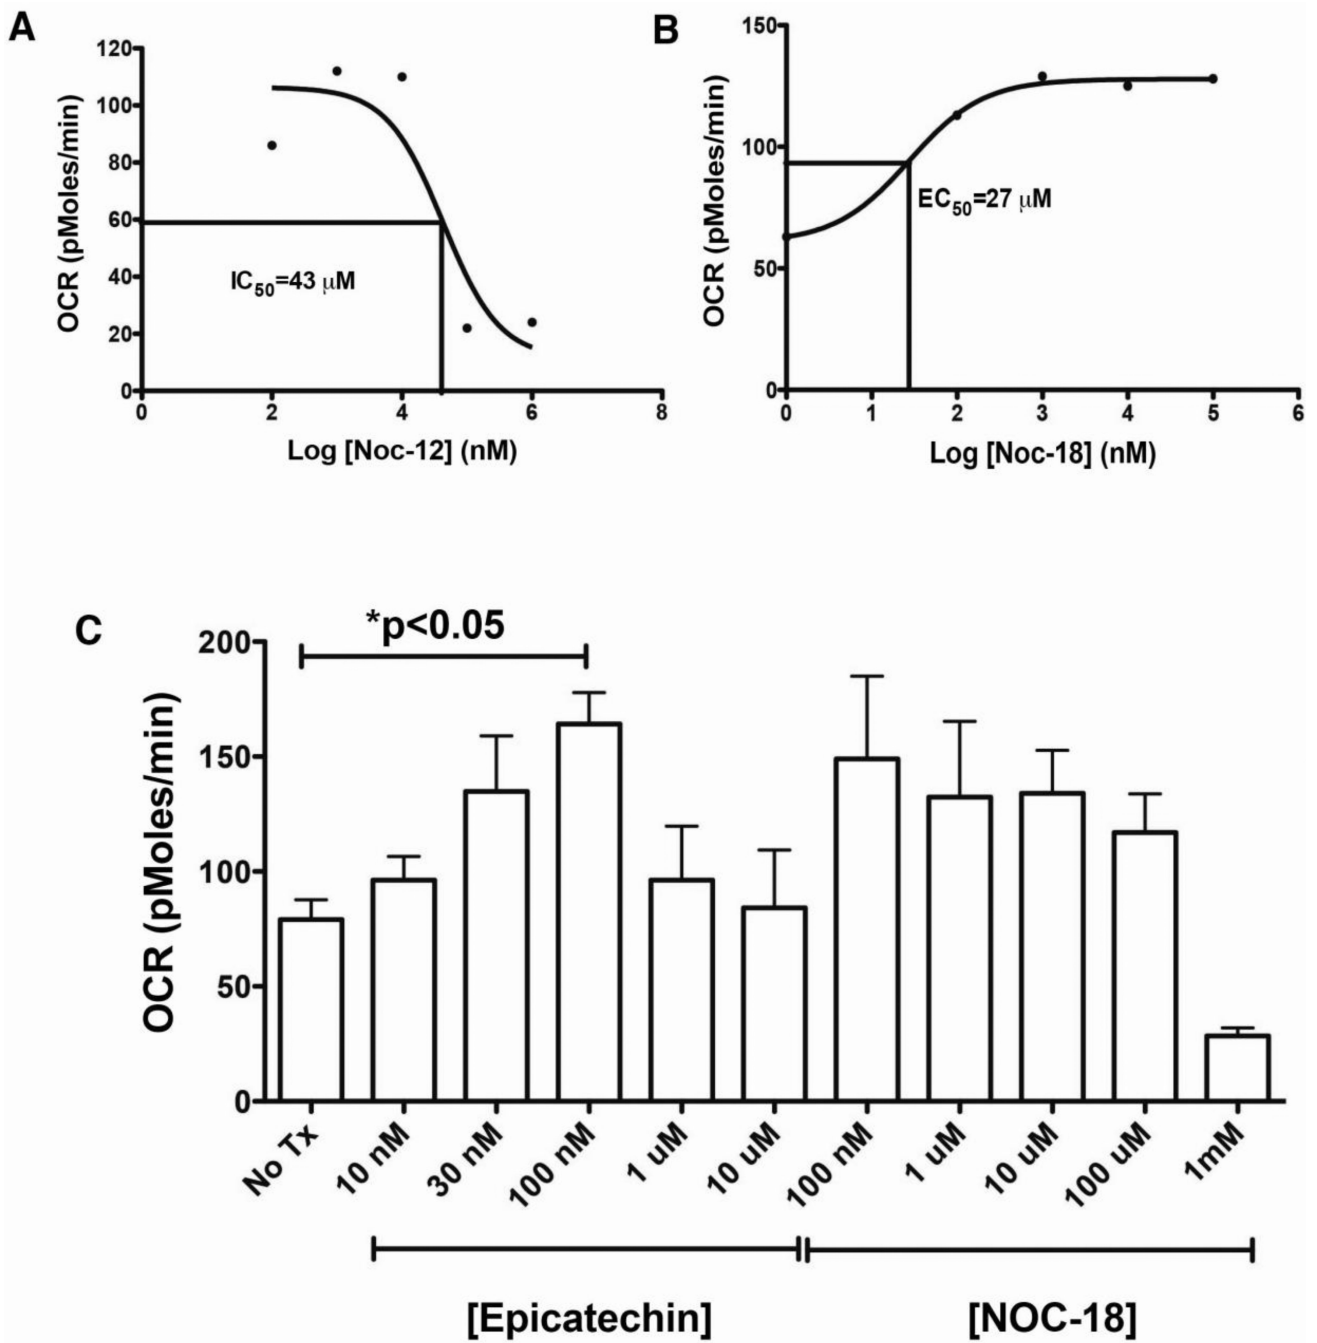 A
120
100
80
60
40
20
0
OCR (pMoles/min)
IC50=43 μM
0 2 4 6 8
Log [Noc-12] (nM)
B
150
100
50
0
OCR (pMoles/min)
EC50=27 μM
0 1 2 3 4 5 6
Log [Noc-18] (nM)
C
*p<0.05
200
150
100
50
0
OCR (pMoles/min)
No Tx
10 nM
30 nM
100 nM
1 uM
10 uM
100 nM
1 uM
10 uM
100 uM
1mM
[Epicatechin]
[NOC-18]